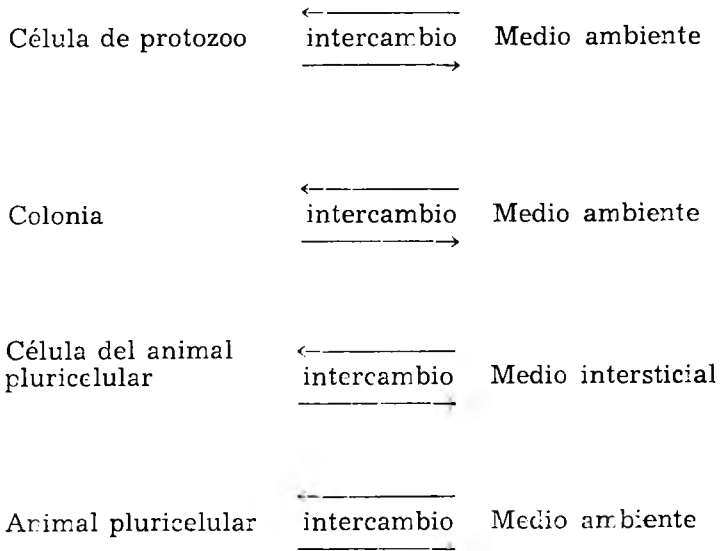 Célula de protozoo intercambio Medio ambiente
Colonia intercambio Medio ambiente
Célula del animal
pluricelular intercambio Medio intersticial
Animal pluricelular intercambio Medio ambiente